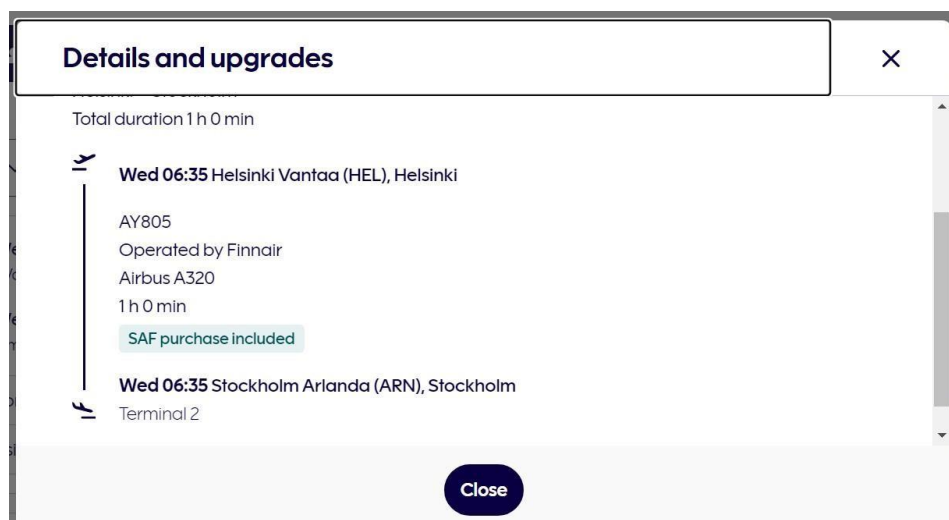 Details and upgrades
Total duration 1 h 0 min
Wed 06:35 Helsinki Vantaa (HEL), Helsinki
AY805
Operated by Finnair
Airbus A320
1 h 0 min
SAF purchase included
Wed 06:35 Stockholm Arlanda (ARN), Stockholm
Terminal 2
Close